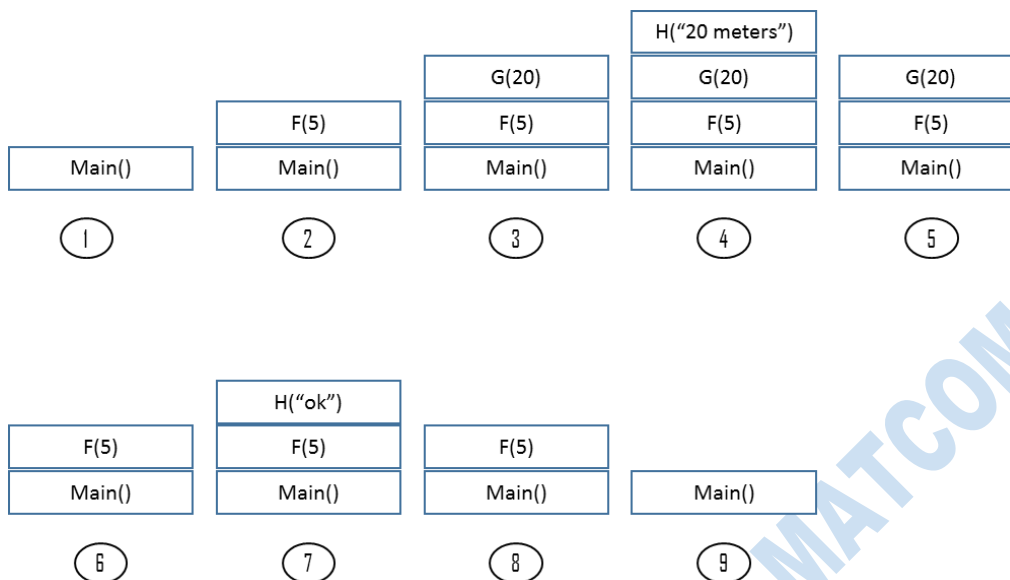 H(“20 meters”)
G(20) G(20) G(20)
F(5) F(5) F(5) F(5)
Main() Main() Main() Main() Main()
1 2 3 4 5
H(“ok”)
F(5) F(5) F(5)
Main() Main() Main() Main()
6 7 8 9
MATCOM